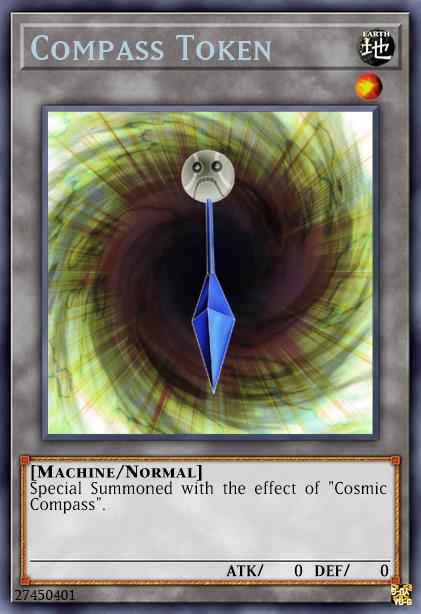 COMPASS TOKEN
EARTH
地
[MACHINE/NORMAL]
Special Summoned with the effect of "Cosmic
Compass".
ATK/ 0 DEF/ 0
27450401